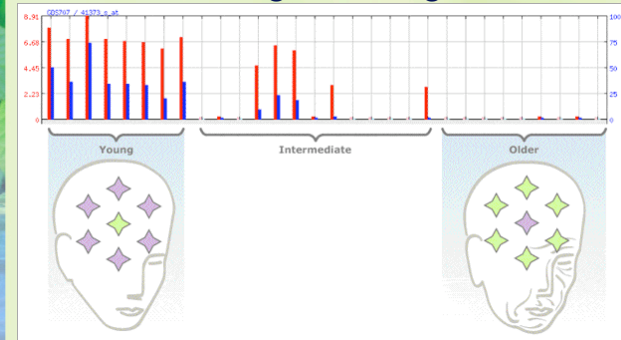 GDS707 / 41373_s_at
8.91
100
6.68
75
4.45
50
2.23
25
0
0
Young
Intermediate
Older